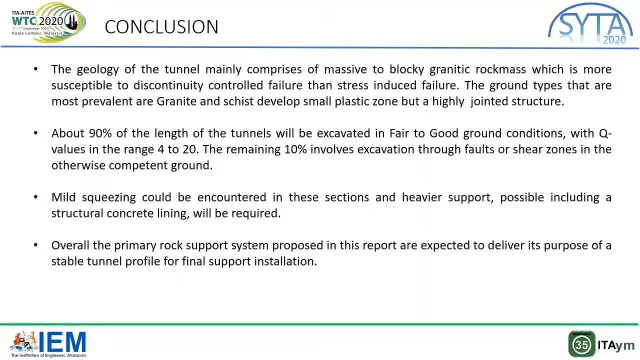 ITA-AITES
WTC 2020
11 - 17 September 2020
Kuala Lumpur, Malaysia
CONCLUSION
SYTA
2020
• The geology of the tunnel mainly comprises of massive to blocky granitic rockmass which is more
susceptible to discontinuity controlled failure than stress induced failure. The ground types that are
most prevalent are Granite and schist develop small plastic zone but a highly jointed structure.
• About 90% of the length of the tunnels will be excavated in Fair to Good ground conditions, with Q-
values in the range 4 to 20. The remaining 10% involves excavation through faults or shear zones in the
otherwise competent ground.
• Mild squeezing could be encountered in these sections and heavier support, possible including a
structural concrete lining, will be required.
• Overall the primary rock support system proposed in this report are expected to deliver its purpose of a
stable tunnel profile for final support installation.
IEM
The Institution of Engineers, Malaysia
35 ITAym